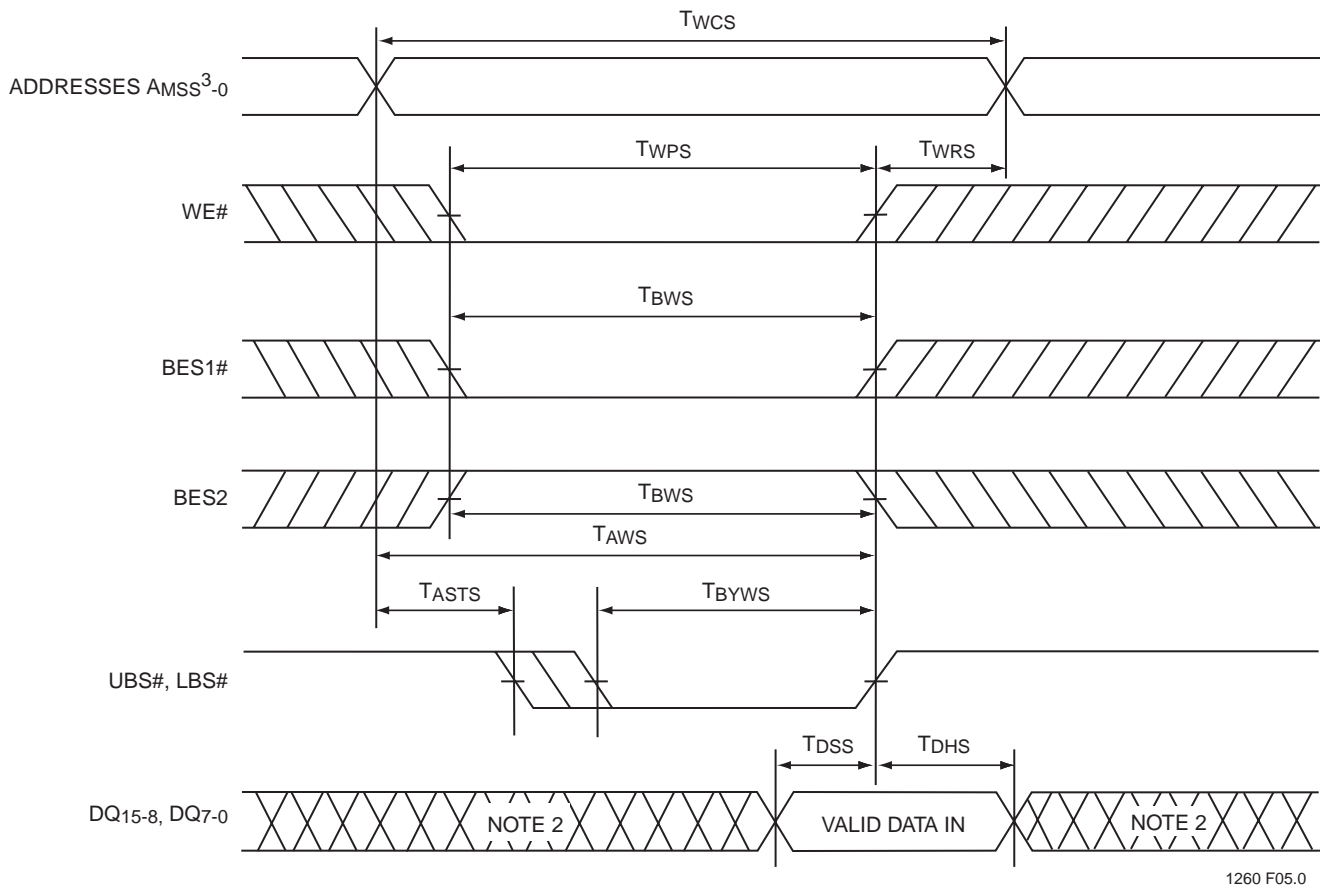 TWCS
ADDRESSES AMSS3-0
TWPS
TWRS
WE#
TBWS
BES1#
BES2
TBWS
TAWS
TASTS
TBYWS
UBS#, LBS#
TDSS
TDHS
DQ15-8, DQ7-0
NOTE 2
VALID DATA IN
NOTE 2
1260 F05.0